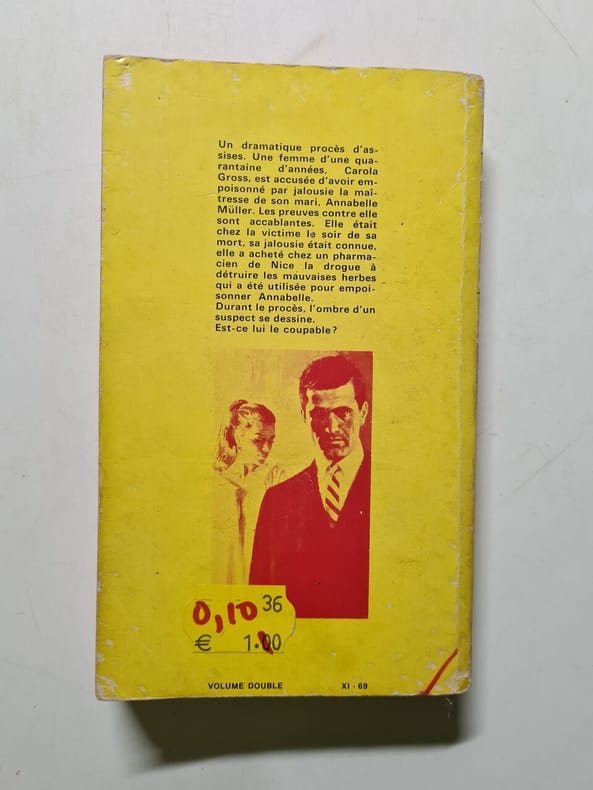 Un dramatique procès d'as-
sises. Une femme d'une qua-
rantaine d'années, Carola
Gross, est accusée d'avoir em-
poisonné par jalousie la maî-
tresse de son mari, Annabelle
Müller. Les preuves contre elle
sont accablantes. Elle était
chez la victime le soir de sa
mort, sa jalousie était connue,
elle a acheté chez un pharma-
cien de Nice la drogue à
détruire les mauvaises herbes
qui a été utilisée pour empoi-
sonner Annabelle.
Durant le procès, l'ombre d'un
suspect se dessine.
Est-ce lui le coupable ?
0,10 36
€ 1.00
VOLUME DOUBLE XI - 69